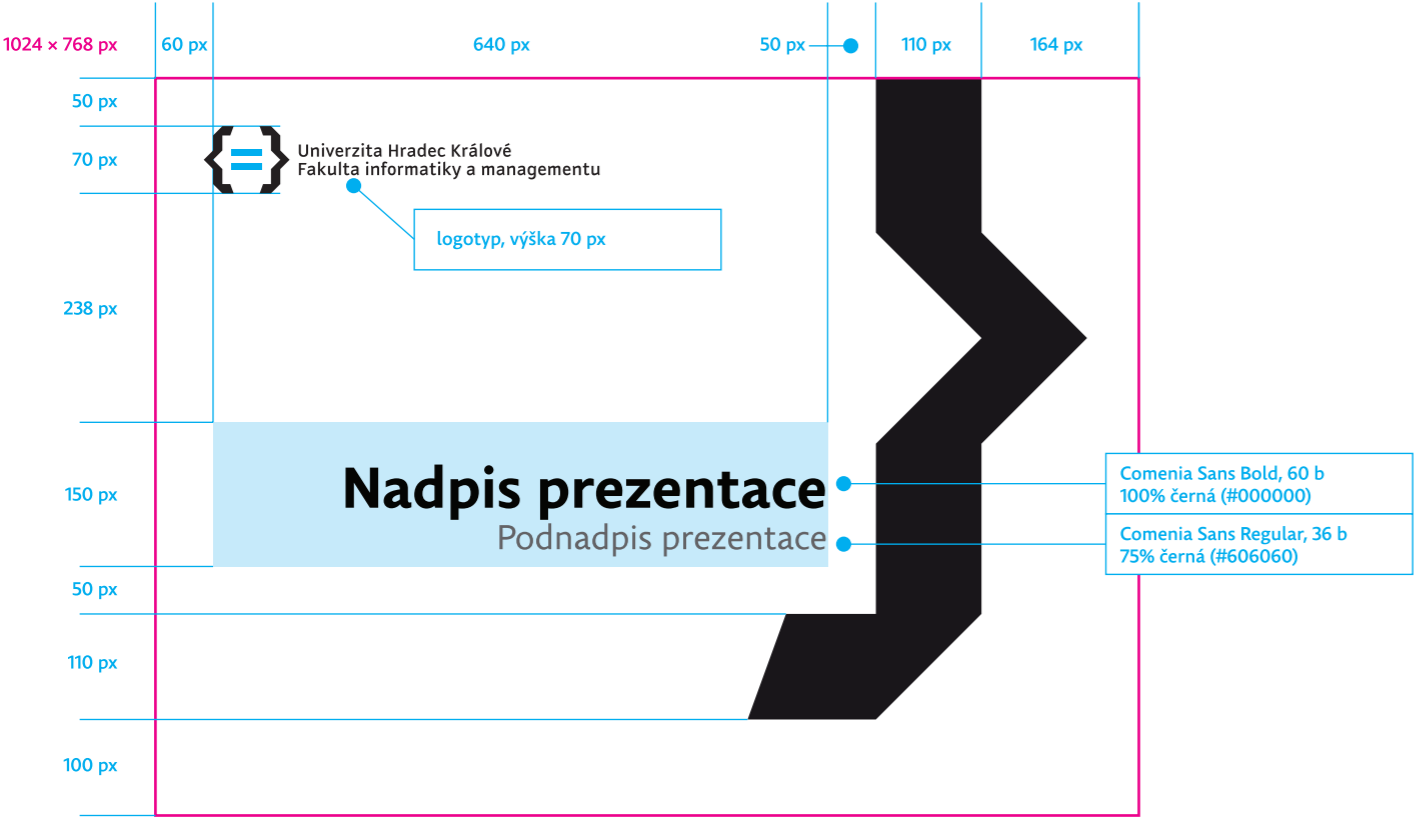 1024 × 768 px
60 px
640 px
50 px
110 px
164 px
50 px
70 px
Univerzita Hradec Králové
Fakulta informatiky a managementu
logotyp, výška 70 px
238 px
150 px
Nadpis prezentace
Podnadpis prezentace
Comenia Sans Bold, 60 b
100% černá (#000000)
Comenia Sans Regular, 36 b
75% černá (#606060)
50 px
110 px
100 px